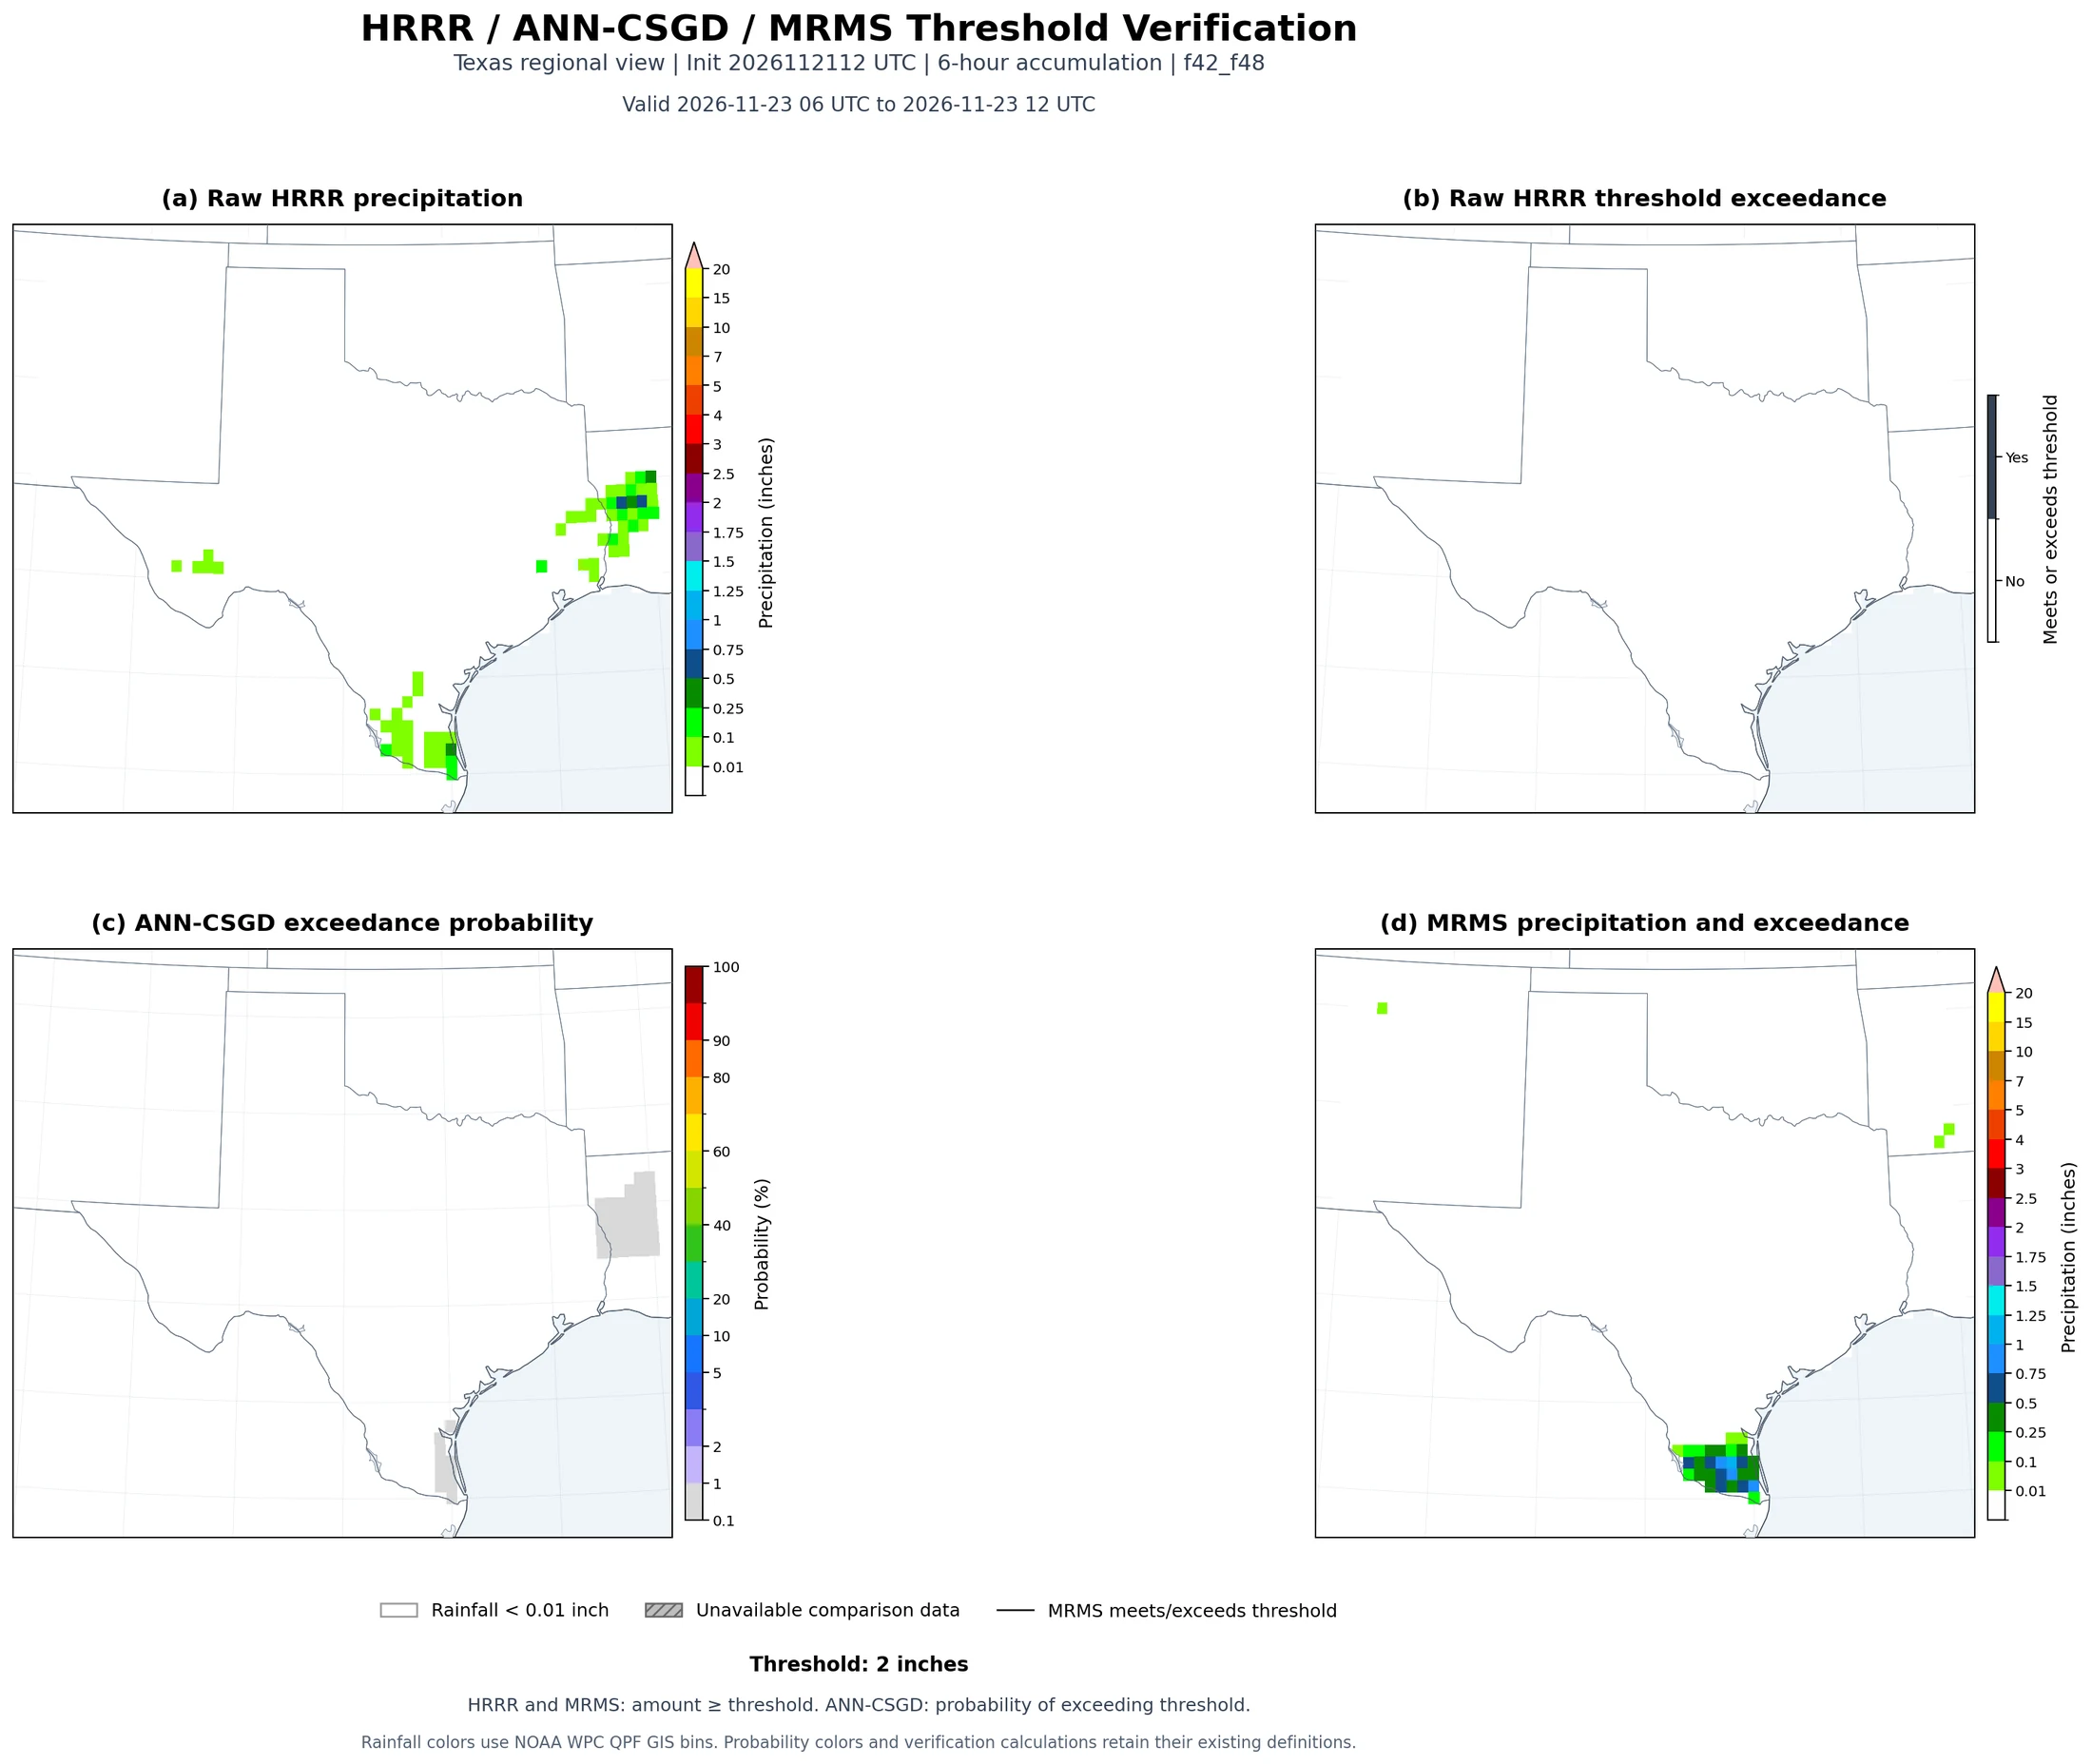 HRRR / ANN-CSGD / MRMS Threshold Verification
Texas regional view | Init 2026112112 UTC | 6-hour accumulation | f42_f48
Valid 2026-11-23 06 UTC to 2026-11-23 12 UTC
(a) Raw HRRR precipitation
20
15
10
7
5
4
3
2.5
2
1.75
1.5
1.25
1
0.75
0.5
0.25
0.1
0.01
Precipitation (inches)
(b) Raw HRRR threshold exceedance
Yes
No
Meets or exceeds threshold
(c) ANN-CSGD exceedance probability
100
90
80
60
40
20
10
5
2
1
0.1
Probability (%)
(d) MRMS precipitation and exceedance
20
15
10
7
5
4
3
2.5
2
1.75
1.5
1.25
1
0.75
0.5
0.25
0.1
0.01
Precipitation (inches)
Rainfall < 0.01 inch
Unavailable comparison data
MRMS meets/exceeds threshold
Threshold: 2 inches
HRRR and MRMS: amount ≥ threshold. ANN-CSGD: probability of exceeding threshold.
Rainfall colors use NOAA WPC QPF GIS bins. Probability colors and verification calculations retain their existing definitions.